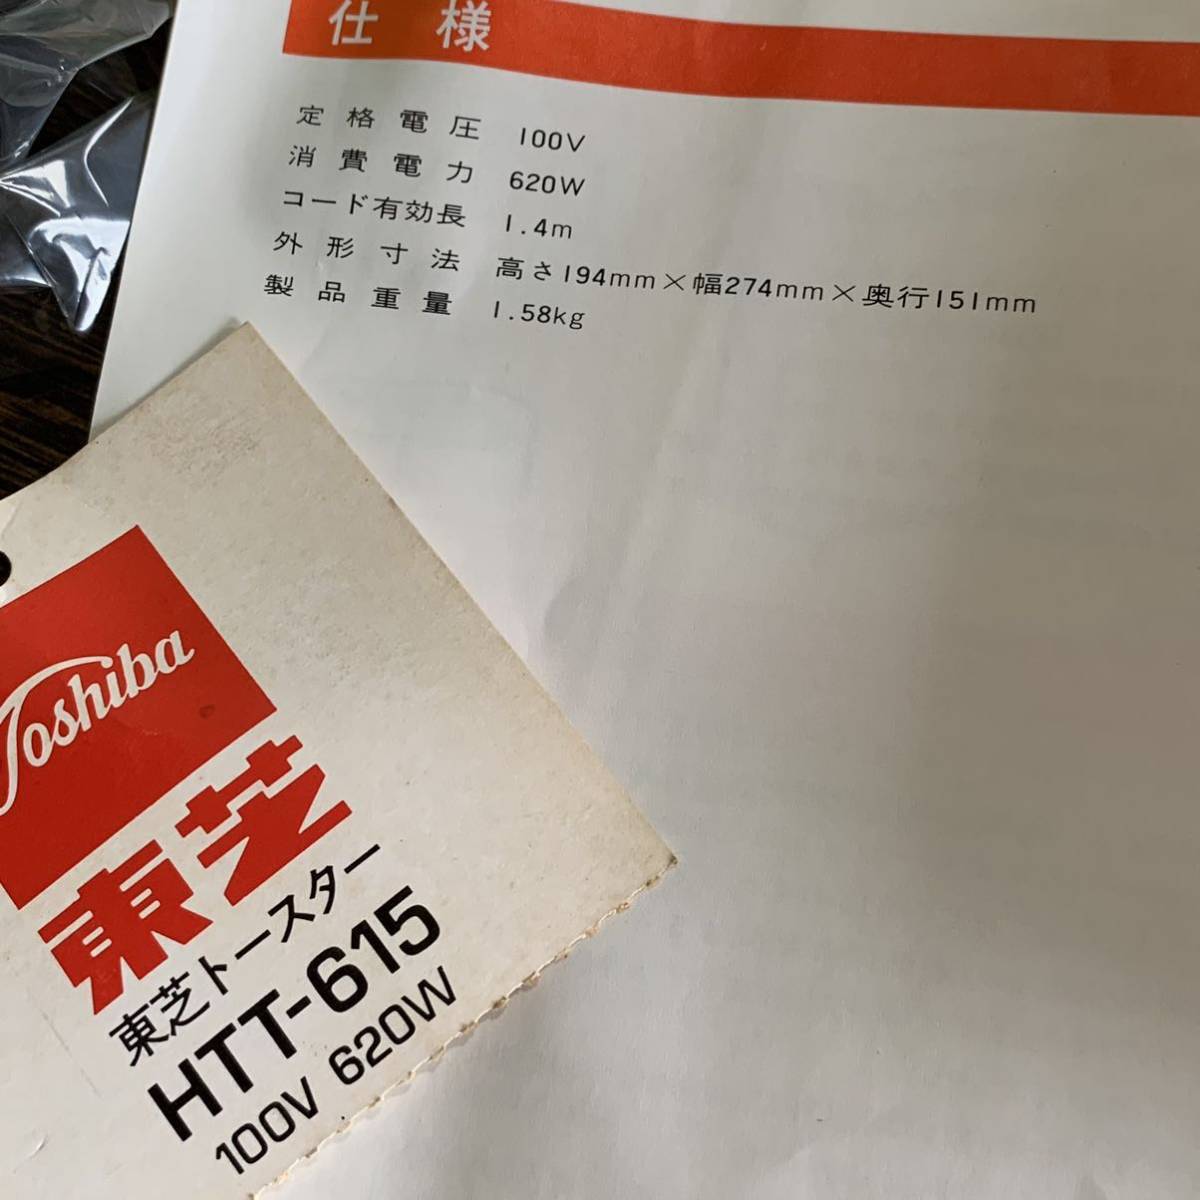 仕様
定格電圧 100V
消費電力 620W
コード有効長 1.4m
外形寸法 高さ194mm×幅274mm×奥行151mm
製品重量 1.58kg
Toshiba
東芝
東芝トースター
HTT-615
100V 620W